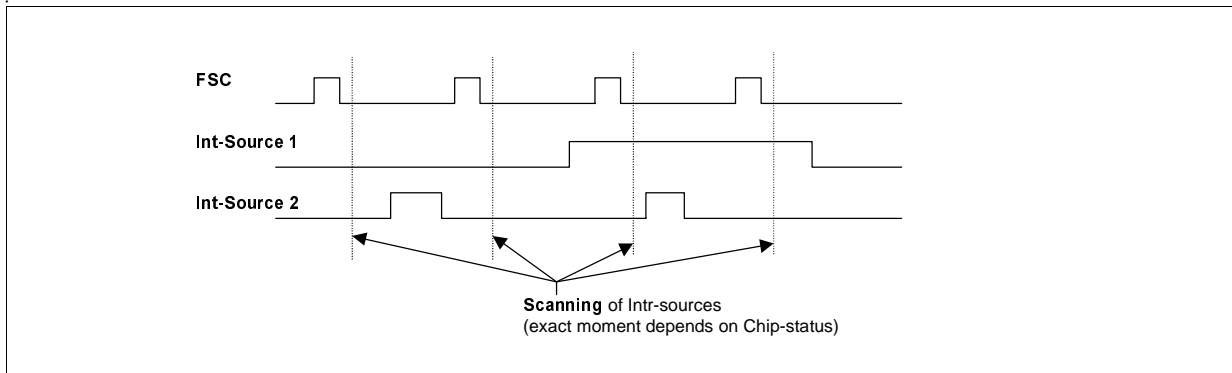 FSC
Int-Source 1
Int-Source 2
Scanning of Intr-sources
(exact moment depends on Chip-status)